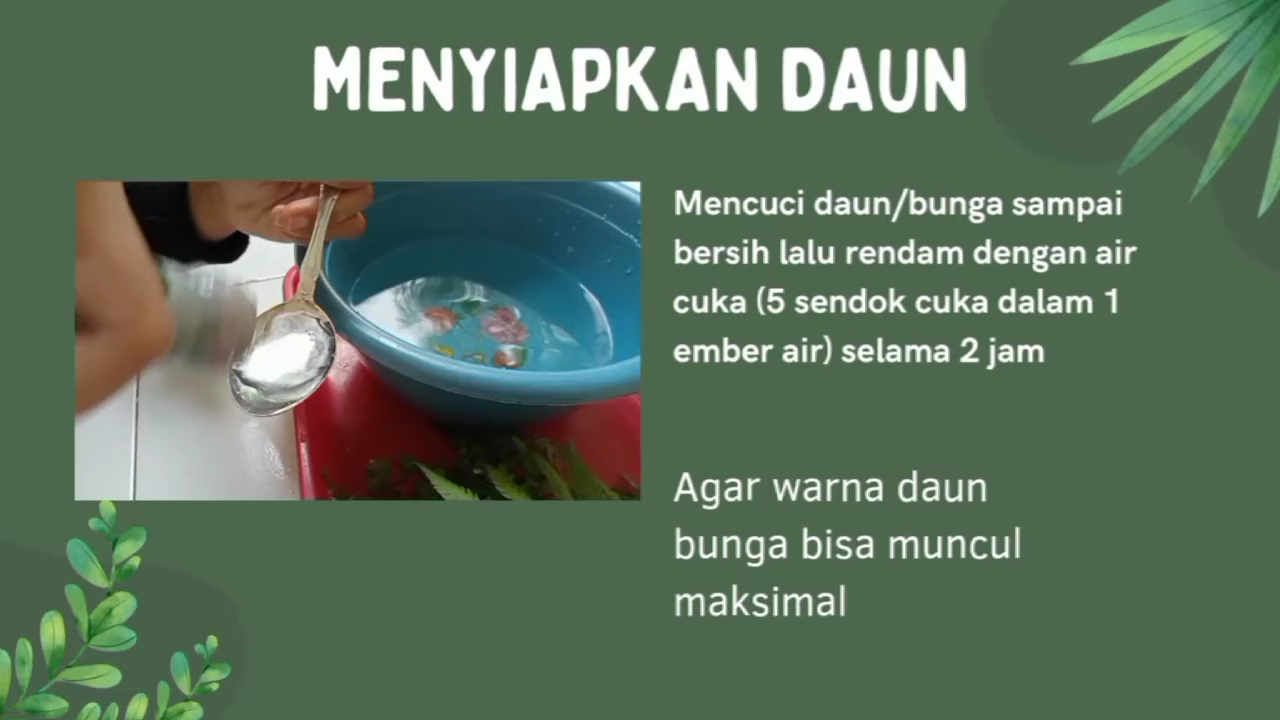 MENYIAPKAN DAUN
Mencuci daun/bunga sampai
bersih lalu rendam dengan air
cuka (5 sendok cuka dalam 1
ember air) selama 2 jam
Agar warna daun
bunga bisa muncul
maksimal